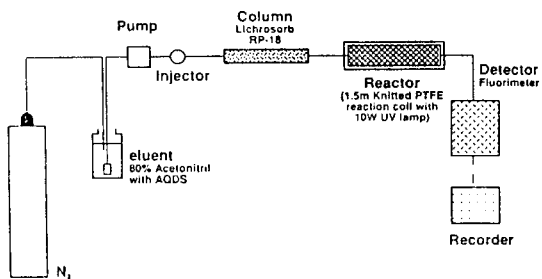 Pump
Injector
Column
Lichrosorb
RP-18
Reactor
(1.5m Knitted PTFE
reaction coil with
10W UV lamp)
Detector
Fluorimeter
Recorder
eluent
80% Acetonitril
with AQDS
N₂